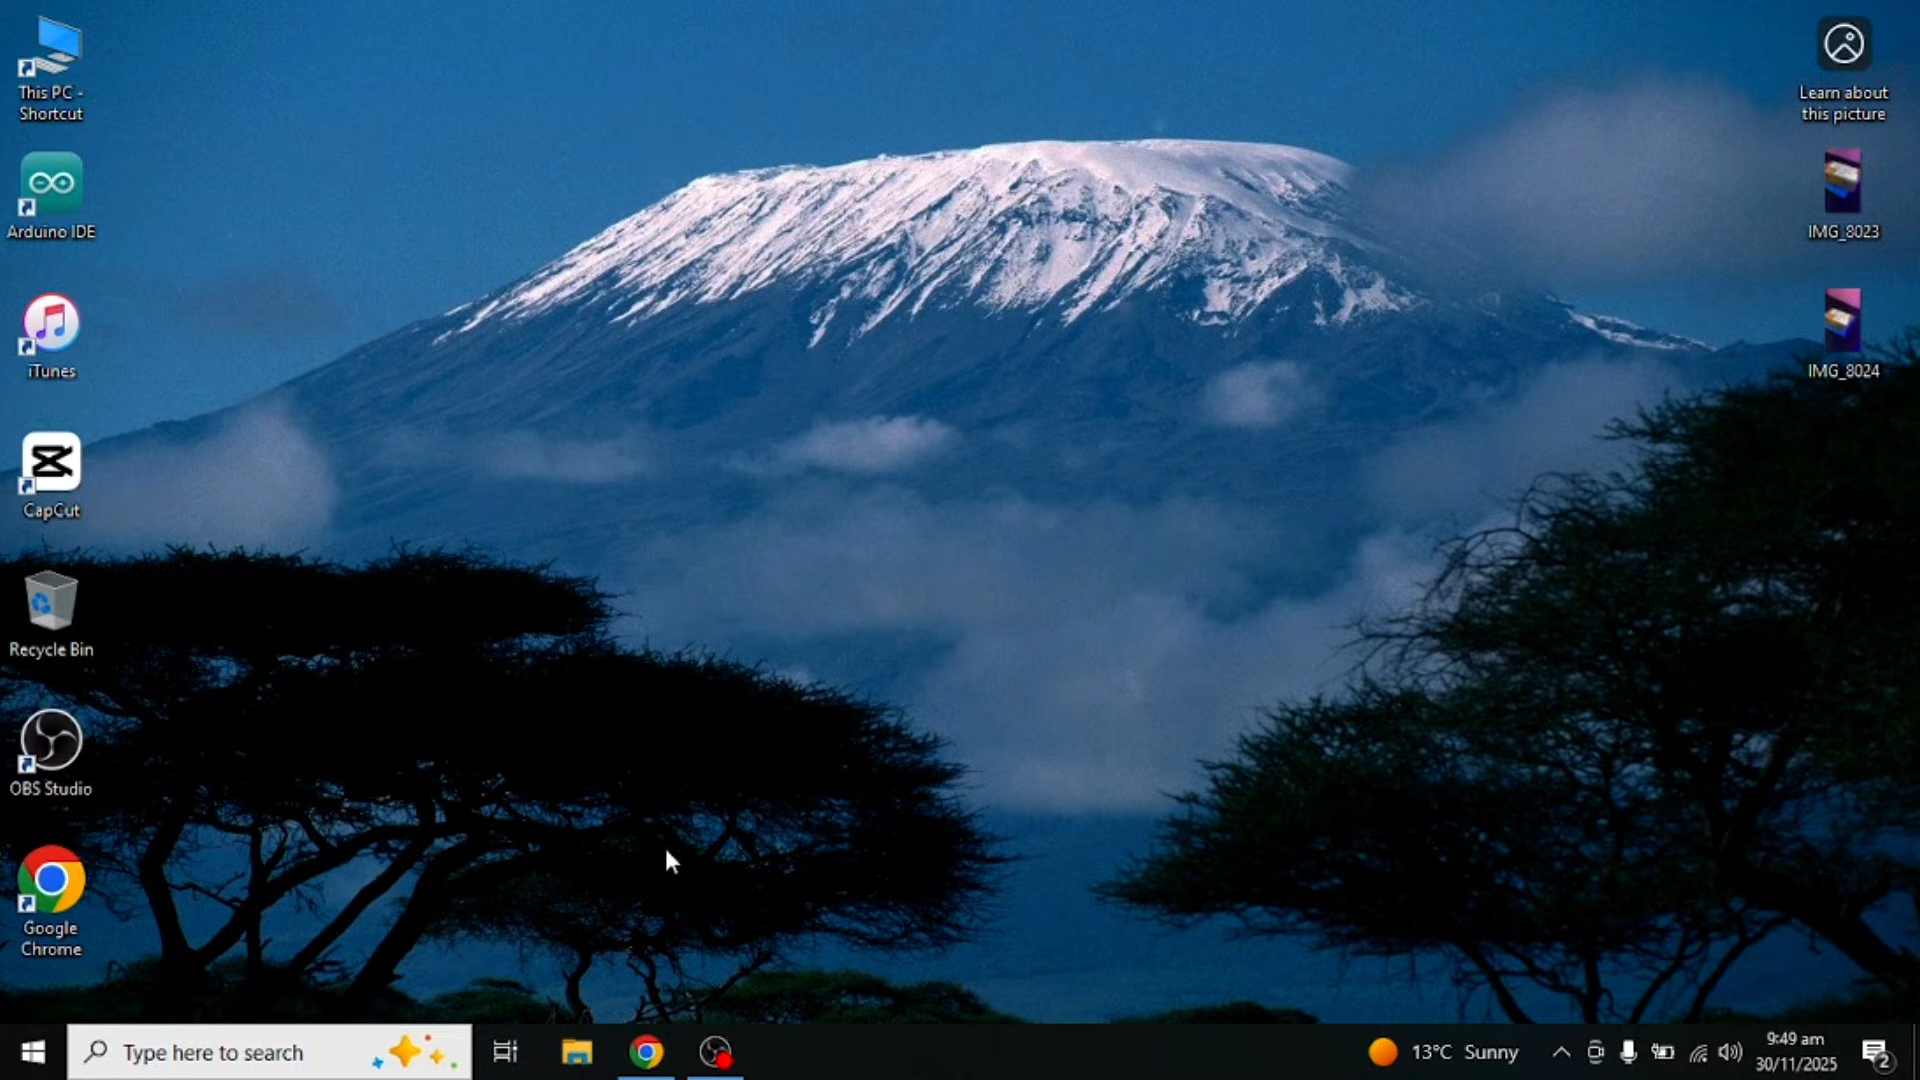 This PC -
Shortcut
Arduino IDE
iTunes
CapCut
Recycle Bin
OBS Studio
Google
Chrome
Learn about
this picture
IMG_8023
IMG_8024
Type here to search
13°C Sunny
9:49 am
30/11/2025
2